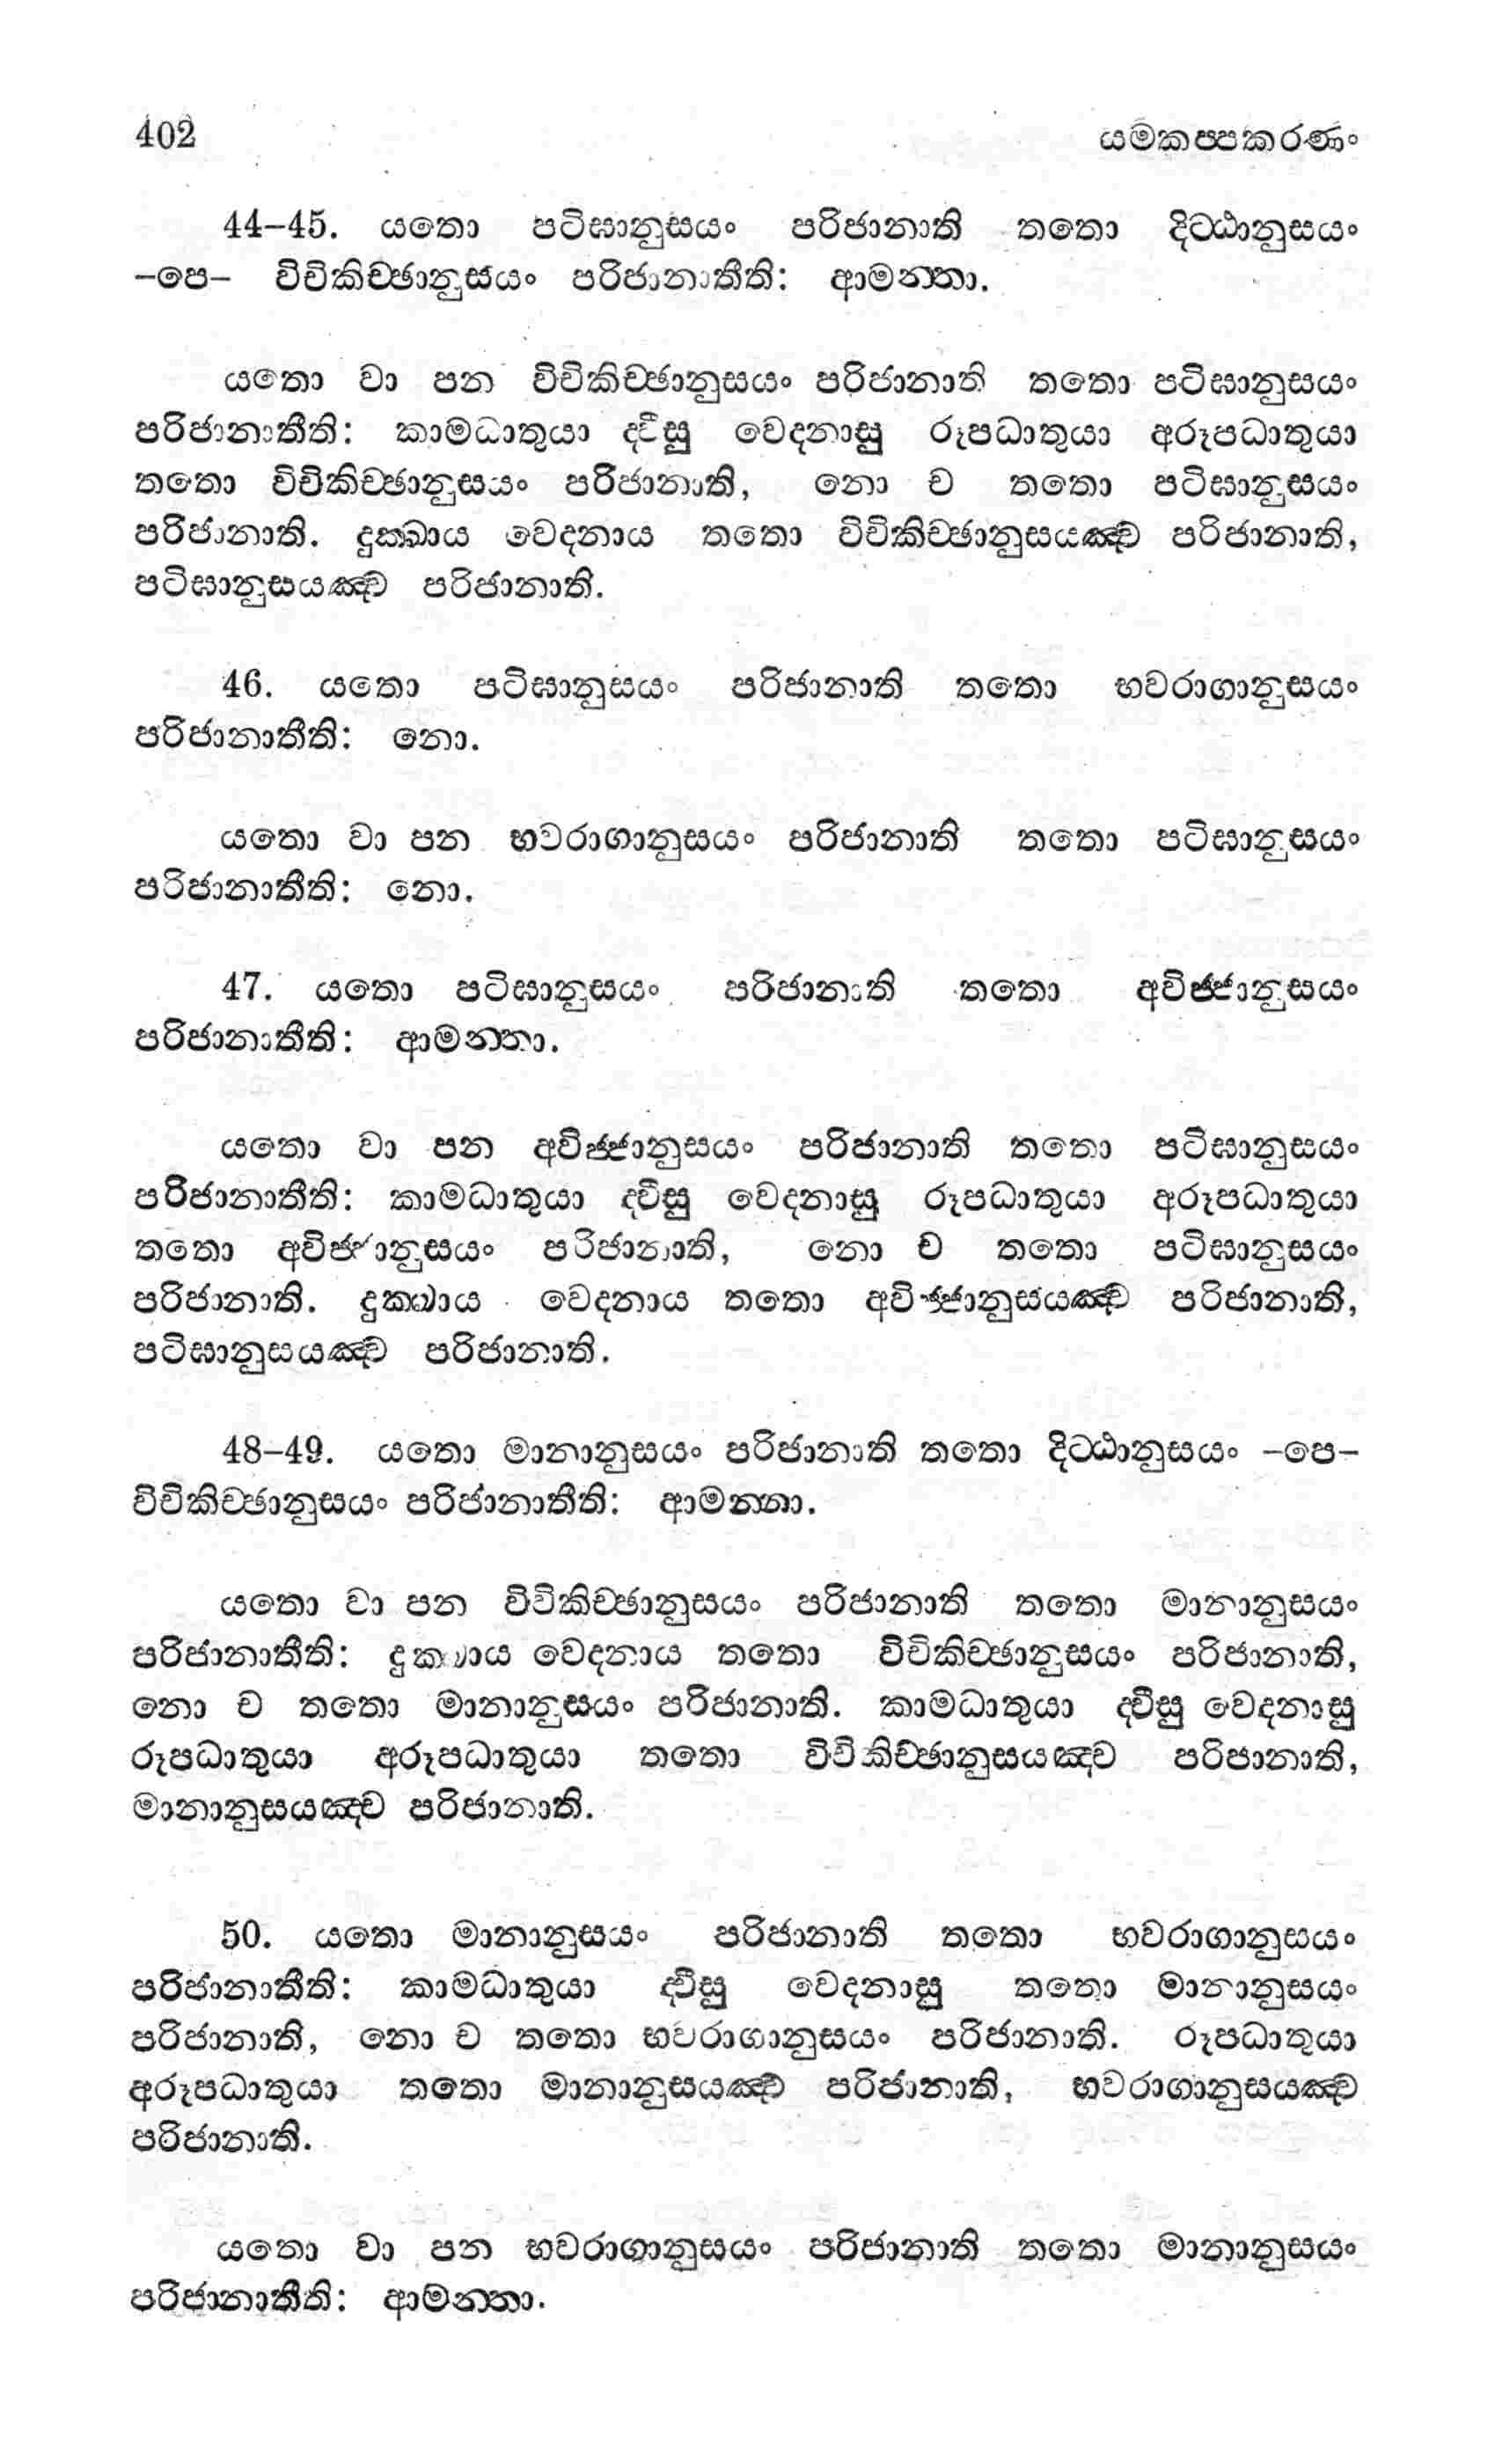 402 යමකප්පකරණං
44–45. යතො පටිඝානුසයං පරිජානාති තතො දිට්ඨානුසයං
–පෙ– විචිකිච්ඡානුසයං පරිජානාතීති: ආමන්තා.
යතො වා පන විචිකිච්ඡානුසයං පරිජානාති තතො පටිඝානුසයං
පරිජානාතීති: කාමධාතුයා ද්වීසු වෙදනාසු රූපධාතුයා අරූපධාතුයා
තතො විචිකිච්ඡානුසයං පරිජානාති, නො ච තතො පටිඝානුසයං
පරිජානාති. දුක්ඛාය වෙදනාය තතො විචිකිච්ඡානුසයඤ්ච පරිජානාති,
පටිඝානුසයඤ්ච පරිජානාති.
46. යතො පටිඝානුසයං පරිජානාති තතො භවරාගානුසයං
පරිජානාතීති: නො.
යතො වා පන භවරාගානුසයං පරිජානාති තතො පටිඝානුසයං
පරිජානාතීති: නො.
47. යතො පටිඝානුසයං පරිජානාති තතො අවිජ්ජානුසයං
පරිජානාතීති: ආමන්තා.
යතො වා පන අවිජ්ජානුසයං පරිජානාති තතො පටිඝානුසයං
පරිජානාතීති: කාමධාතුයා ද්වීසු වෙදනාසු රූපධාතුයා අරූපධාතුයා
තතො අවිජ්ජානුසයං පරිජානාති, නො ච තතො පටිඝානුසයං
පරිජානාති. දුක්ඛාය වෙදනාය තතො අවිජ්ජානුසයඤ්ච පරිජානාති,
පටිඝානුසයඤ්ච පරිජානාති.
48–49. යතො මානානුසයං පරිජානාති තතො දිට්ඨානුසයං –පෙ–
විචිකිච්ඡානුසයං පරිජානාතීති: ආමන්තා.
යතො වා පන විචිකිච්ඡානුසයං පරිජානාති තතො මානානුසයං
පරිජානාතීති: දුක්ඛාය වෙදනාය තතො විචිකිච්ඡානුසයං පරිජානාති,
නො ච තතො මානානුසයං පරිජානාති. කාමධාතුයා ද්වීසු වෙදනාසු
රූපධාතුයා අරූපධාතුයා තතො විචිකිච්ඡානුසයඤ්ච පරිපානාති,
මානානුසයඤ්ච පරිජානාති.
50. යතො මානානුසයං පරිජානාති තතො භවරාගානුසයං
පරිජානාතීති: කාමධාතුයා ද්වීසු වෙදනාසු තතො මානානුසයං
පරිජානාති, නො ච තතො භවරාගානුසයං පරිජානාති. රූපධාතුයා
අරූපධාතුයා තතො මානානුසයඤ්ච පරිජානාති, භවරාගානුසයඤ්ච
පරිජානාති.
යතො වා පන භවරාගානුසයං පරිජානාති තතො මානානුසයං
පරිජානාතීති: ආමන්තා.